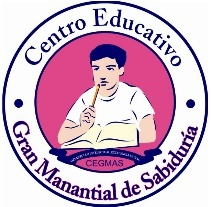 Centro Educativo
CEGMAS
Gran Manantial de Sabiduría